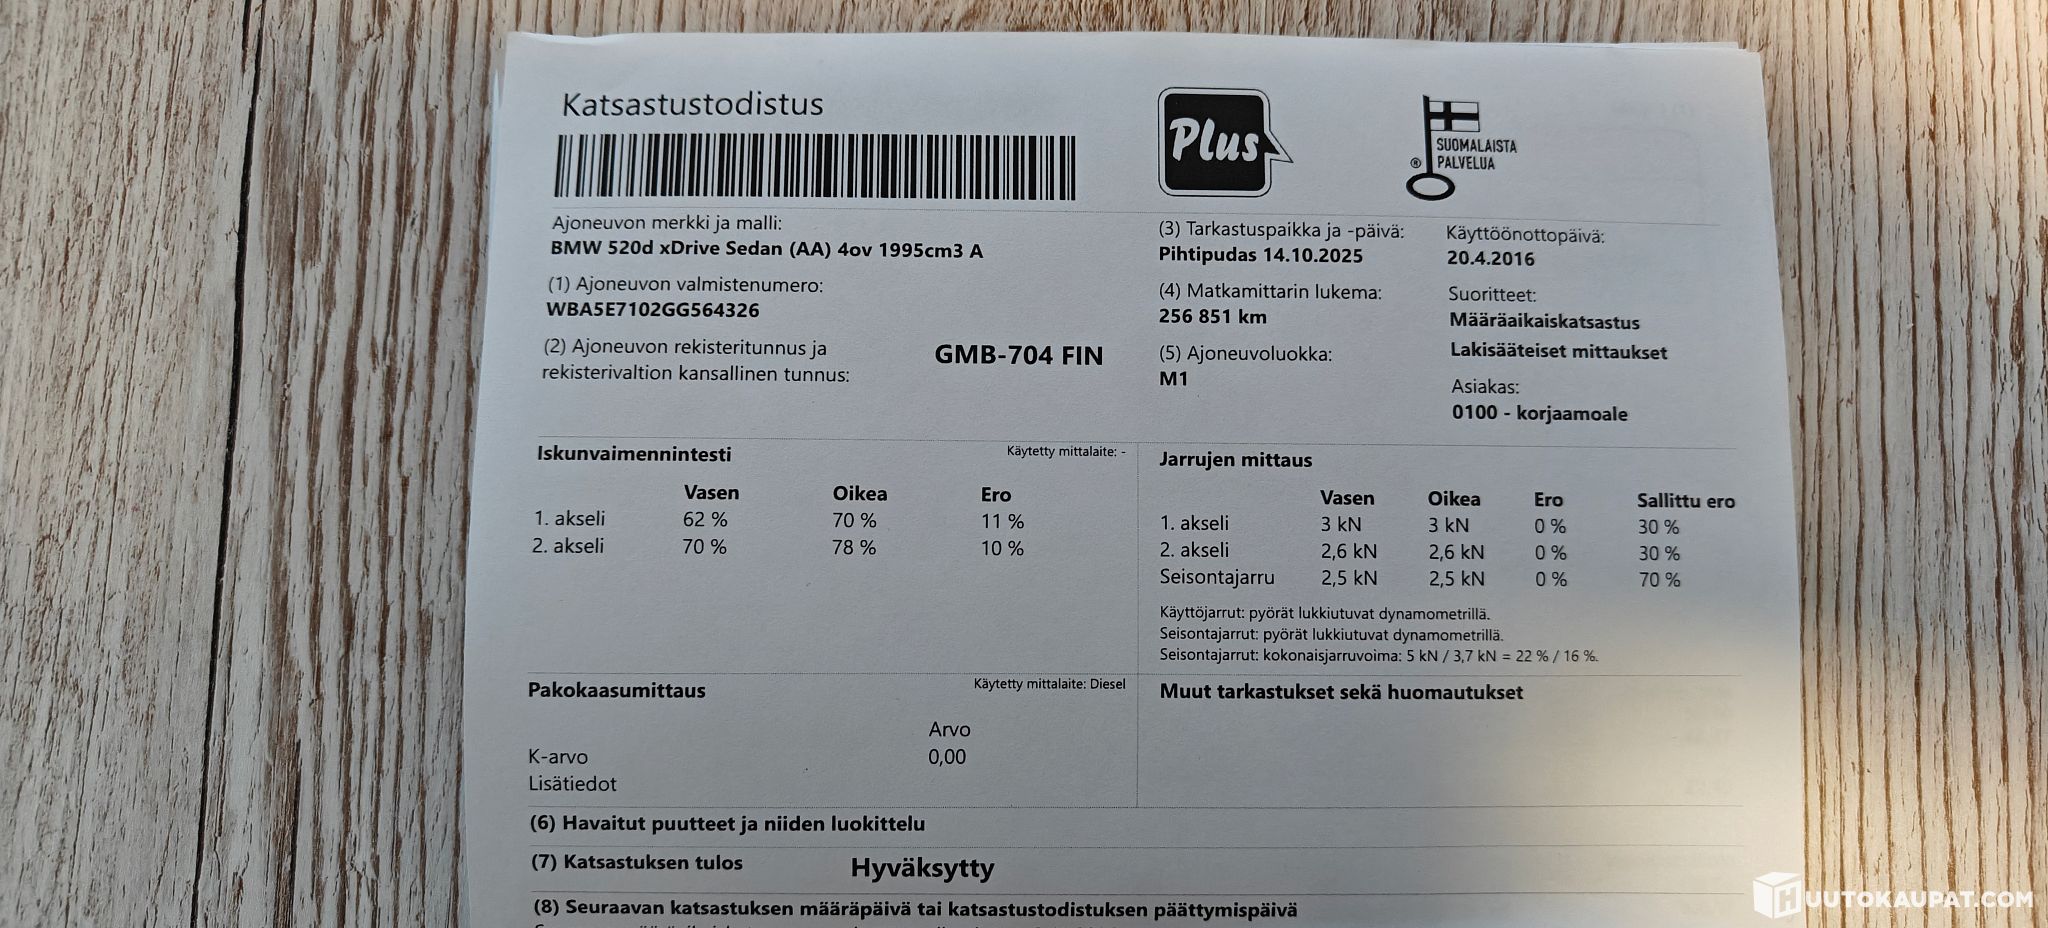 Katsastustodistus
Plus
SUOMALAISTA
® PALVELUA
Ajoneuvon merkki ja malli:
BMW 520d xDrive Sedan (AA) 4ov 1995cm3 A
(1) Ajoneuvon valmistenumero:
WBA5E7102GG564326
(2) Ajoneuvon rekisteritunnus ja
rekisterivaltion kansallinen tunnus:
GMB-704 FIN
(3) Tarkastuspaikka ja -päivä:
Pihtipudas 14.10.2025
(4) Matkamittarin lukema:
256 851 km
(5) Ajoneuvoluokka:
M1
Käyttöönottopäivä:
20.4.2016
Suoritteet:
Määräaikaiskatsastus
Lakisääteiset mittaukset
Asiakas:
0100 - korjaamoale
Iskunvaimennintesti Käytetty mittalaite: -
Vasen Oikea Ero
1. akseli 62 % 70 % 11 %
2. akseli 70 % 78 % 10 %
Jarrujen mittaus
Vasen Oikea Ero Sallittu ero
1. akseli 3 kN 3 kN 0 % 30 %
2. akseli 2,6 kN 2,6 kN 0 % 30 %
Seisontajarru 2,5 kN 2,5 kN 0 % 70 %
Käyttöjarrut: pyörät lukkiutuvat dynamometrillä.
Seisontajarrut: pyörät lukkiutuvat dynamometrillä.
Seisontajarrut: kokonaisjarruvoima: 5 kN / 3,7 kN = 22 % / 16 %.
Pakokaasumittaus Käytetty mittalaite: Diesel
Arvo
K-arvo 0,00
Lisätiedot
Muut tarkastukset sekä huomautukset
(6) Havaitut puutteet ja niiden luokittelu
(7) Katsastuksen tulos Hyväksytty
(8) Seuraavan katsastuksen määräpäivä tai katsastustodistuksen päättymispäivä
HUUTOKAUPAT.COM